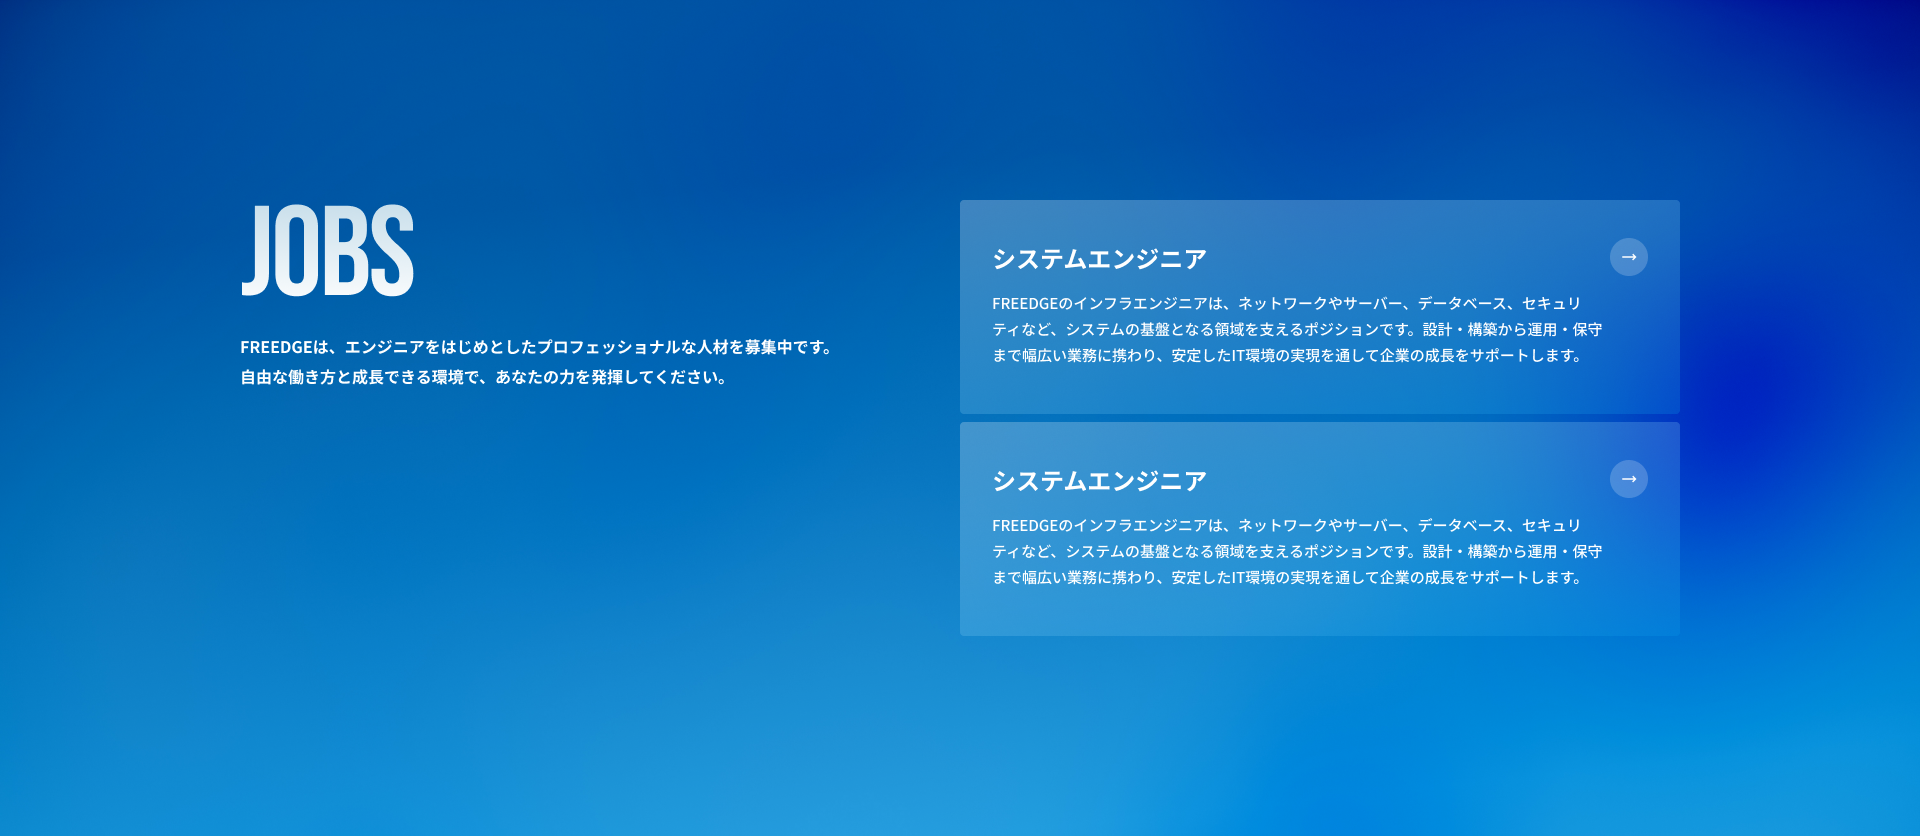 JOBS
FREEDGEは、エンジニアをはじめとしたプロフェッショナルな人材を募集中です。
自由な働き方と成長できる環境で、あなたの力を発揮してください。
システムエンジニア
→
FREEDGEのインフラエンジニアは、ネットワークやサーバー、データベース、セキュリ
ティなど、システムの基盤となる領域を支えるポジションです。設計・構築から運用・保守
まで幅広い業務に携わり、安定したIT環境の実現を通して企業の成長をサポートします。
システムエンジニア
→
FREEDGEのインフラエンジニアは、ネットワークやサーバー、データベース、セキュリ
ティなど、システムの基盤となる領域を支えるポジションです。設計・構築から運用・保守
まで幅広い業務に携わり、安定したIT環境の実現を通して企業の成長をサポートします。